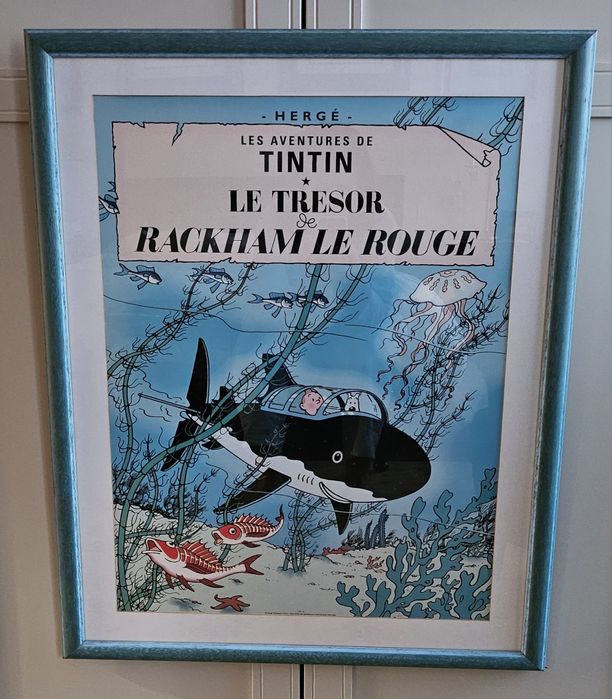 - HERGÉ -
LES AVENTURES DE
TINTIN
★
LE TRESOR
de
RACKHAM LE ROUGE